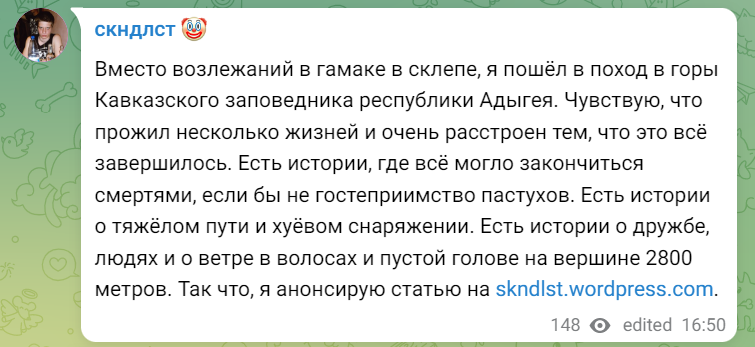 скндлст 🤡
Вместо возлежаний в гамаке в склепе, я пошёл в поход в горы
Кавказского заповедника республики Адыгея. Чувствую, что
прожил несколько жизней и очень расстроен тем, что это всё
завершилось. Есть истории, где всё могло закончиться
смертями, если бы не гостеприимство пастухов. Есть истории
о тяжёлом пути и хуёвом снаряжении. Есть истории о дружбе,
людях и о ветре в волосах и пустой голове на вершине 2800
метров. Так что, я анонсирую статью на skndlst.wordpress.com.
148 edited 16:50